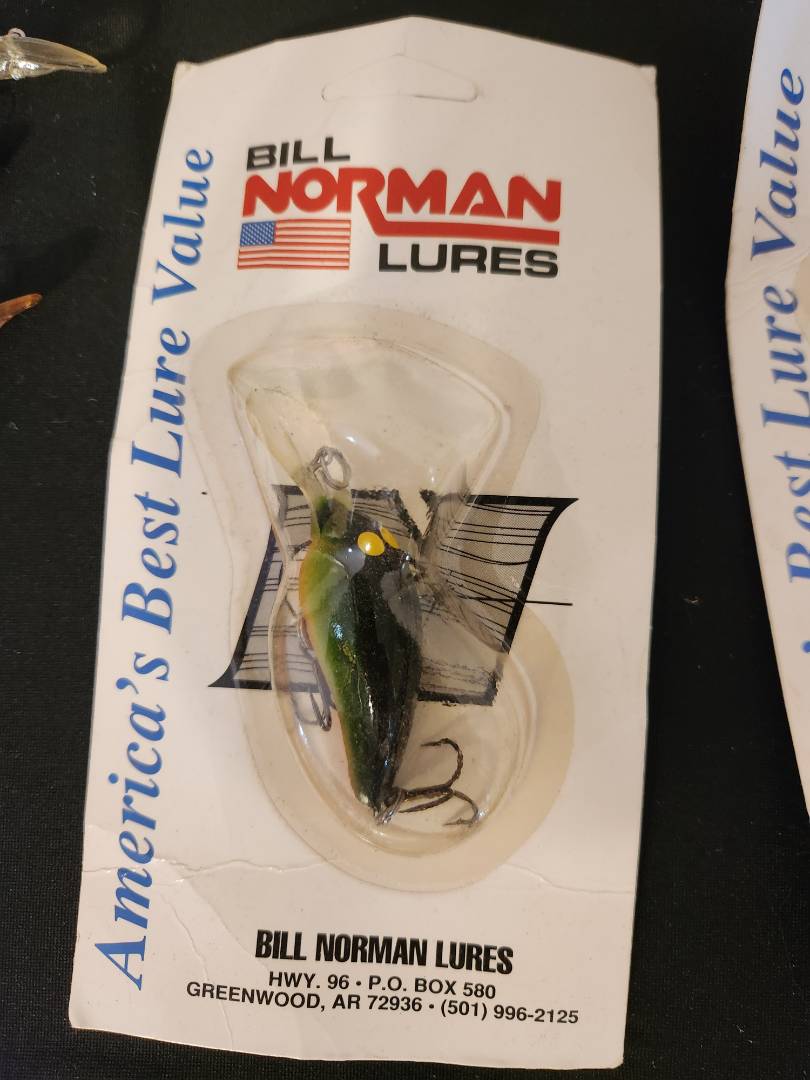 BILL
NORMAN
LURES
America's Best Lure Value
BILL NORMAN LURES
HWY. 96 • P.O. BOX 580
GREENWOOD, AR 72936 • (501) 996-2125
Best Lure Value